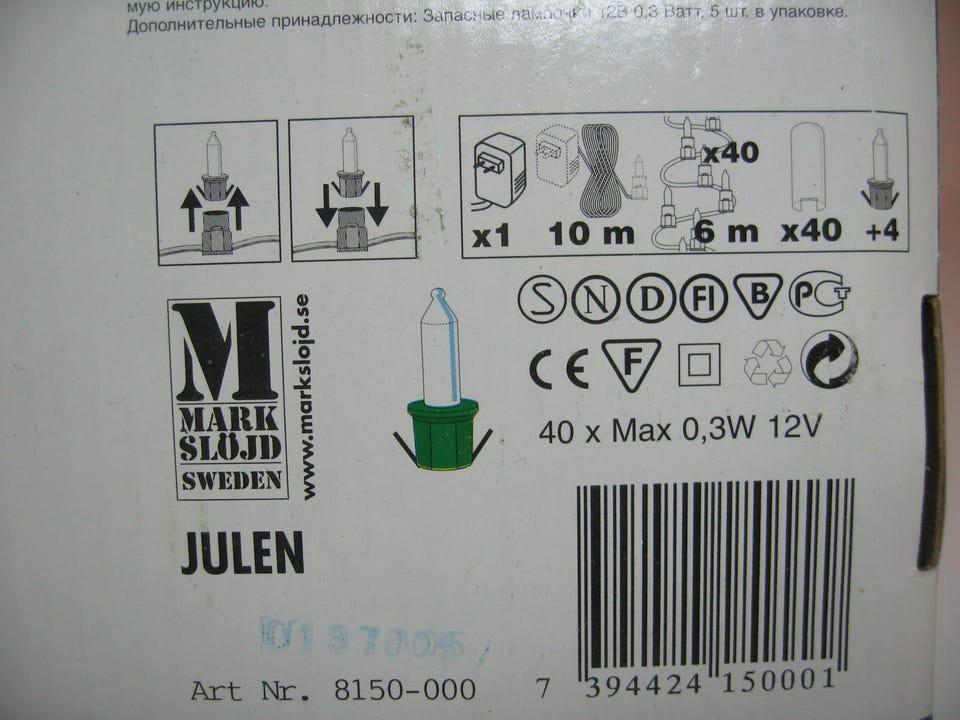 мую инструкцию.
Дополнительные принадлежности: Запасные лампочки 12В 0,3 Ватт, 5 шт. в упаковке.
x40
x1 10 m 6 m x40 +4
S N D FI B PCT
CE F
40 x Max 0,3W 12V
M
MARK
SLÖJD
SWEDEN
www.markslojd.se
JULEN
Art Nr. 8150-000
7 394424 150001